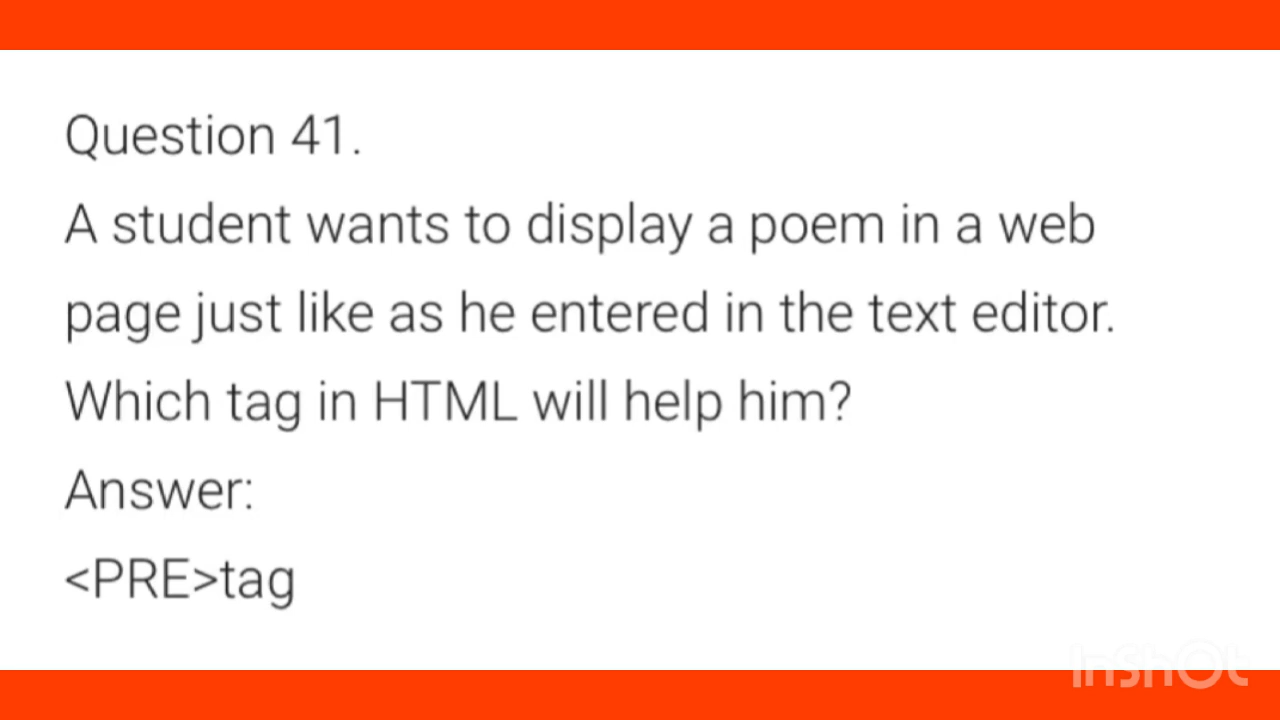 Question 41.
A student wants to display a poem in a web
page just like as he entered in the text editor.
Which tag in HTML will help him?
Answer:
<PRE>tag
InShOt